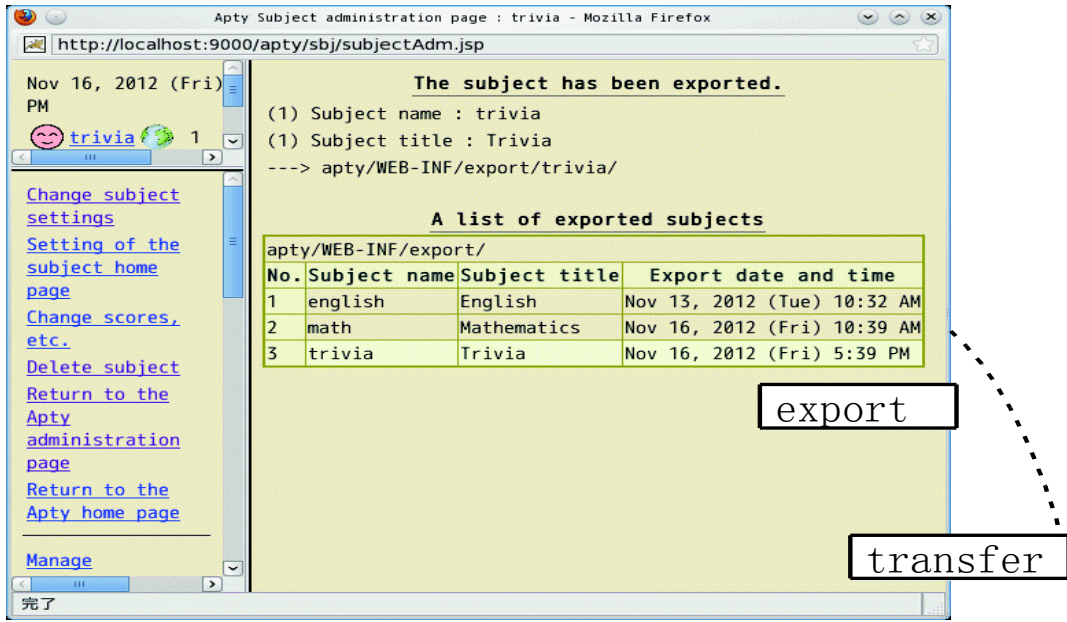 Apty Subject administration page : trivia - Mozilla Firefox
http://localhost:9000/apty/sbj/subjectAdm.jsp
Nov 16, 2012 (Fri)
PM
trivia 1
Change subject
settings
Setting of the
subject home
page
Change scores,
etc.
Delete subject
Return to the
Apty
administration
page
Return to the
Apty home page
Manage
The subject has been exported.
(1) Subject name : trivia
(1) Subject title : Trivia
---> apty/WEB-INF/export/trivia/
A list of exported subjects
apty/WEB-INF/export/
No. Subject name Subject title Export date and time
1 english English Nov 13, 2012 (Tue) 10:32 AM
2 math Mathematics Nov 16, 2012 (Fri) 10:39 AM
3 trivia Trivia Nov 16, 2012 (Fri) 5:39 PM
export
transfer
完了